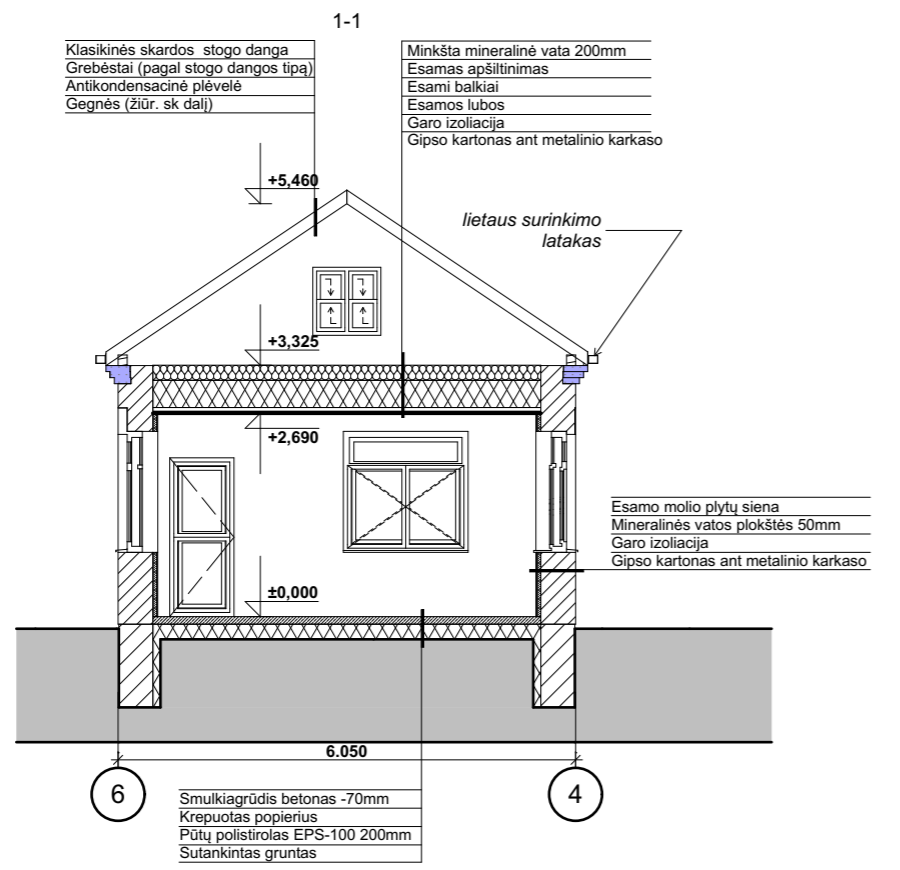 1-1
Klasikinės skardos stogo danga
Grebėstai (pagal stogo dangos tipą)
Antikondensacinė plėvelė
Gegnės (žiūr. sk dalį)
Minkšta mineralinė vata 200mm
Esamas apšiltinimas
Esami balkiai
Esamos lubos
Garo izoliacija
Gipso kartonas ant metalinio karkaso
+5,460
lietaus surinkimo
latakas
+3,325
+2,690
Esamo molio plytų siena
Mineralinės vatos plokštės 50mm
Garo izoliacija
Gipso kartonas ant metalinio karkaso
±0,000
6.050
6
4
Smulkiagrūdis betonas -70mm
Krepuotas popierius
Pūtų polistirolas EPS-100 200mm
Sutankintas gruntas